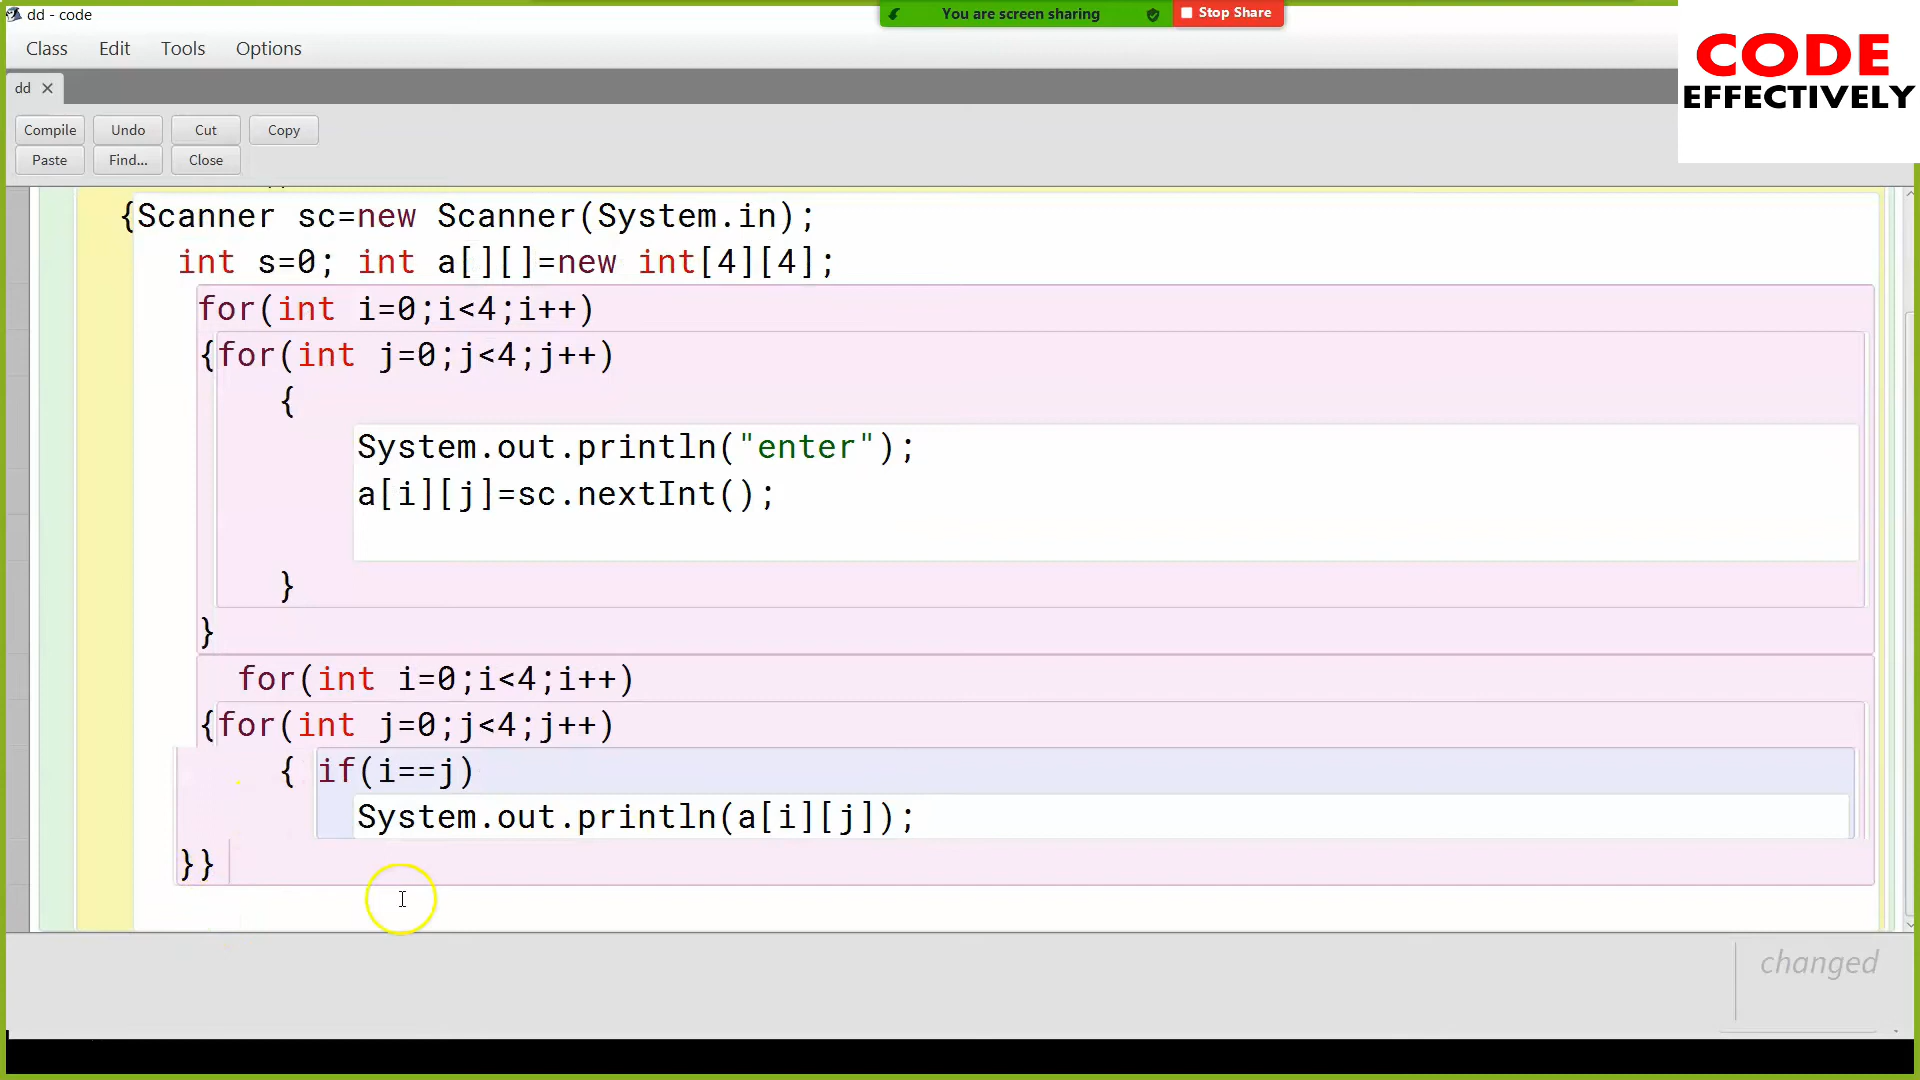 dd - code
You are screen sharing
Stop Share
Class Edit Tools Options
CODE
EFFECTIVELY
dd
Compile Undo Cut Copy
Paste Find... Close
{Scanner sc=new Scanner(System.in);
int s=0; int a[][]=new int[4][4];
for(int i=0;i<4;i++)
{for(int j=0;j<4;j++)
{
System.out.println("enter");
a[i][j]=sc.nextInt();
}
}
for(int i=0;i<4;i++)
{for(int j=0;j<4;j++)
{ if(i==j)
System.out.println(a[i][j]);
}}
changed